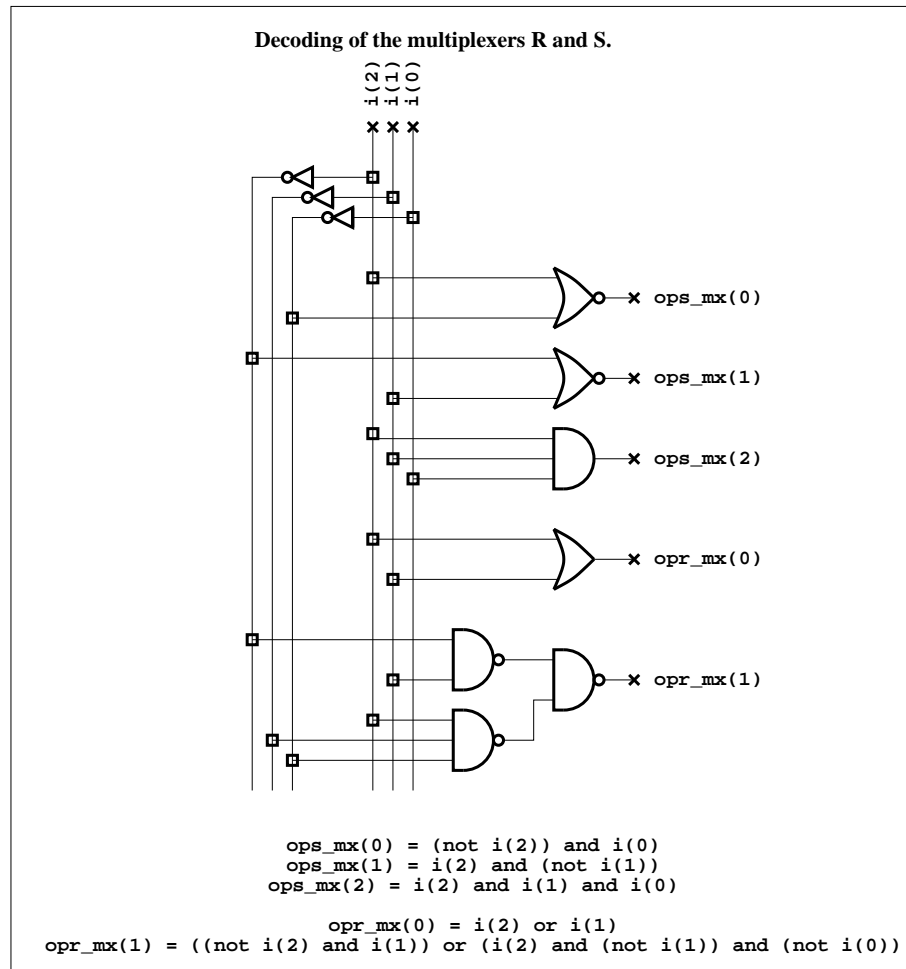 Decoding of the multiplexers R and S.
i(2)
i(1)
i(0)
ops_mx(0)
ops_mx(1)
ops_mx(2)
opr_mx(0)
opr_mx(1)
ops_mx(0) = (not i(2)) and i(0)
ops_mx(1) = i(2) and (not i(1))
ops_mx(2) = i(2) and i(1) and i(0)
opr_mx(0) = i(2) or i(1)
opr_mx(1) = ((not i(2) and i(1)) or (i(2) and (not i(1)) and (not i(0))